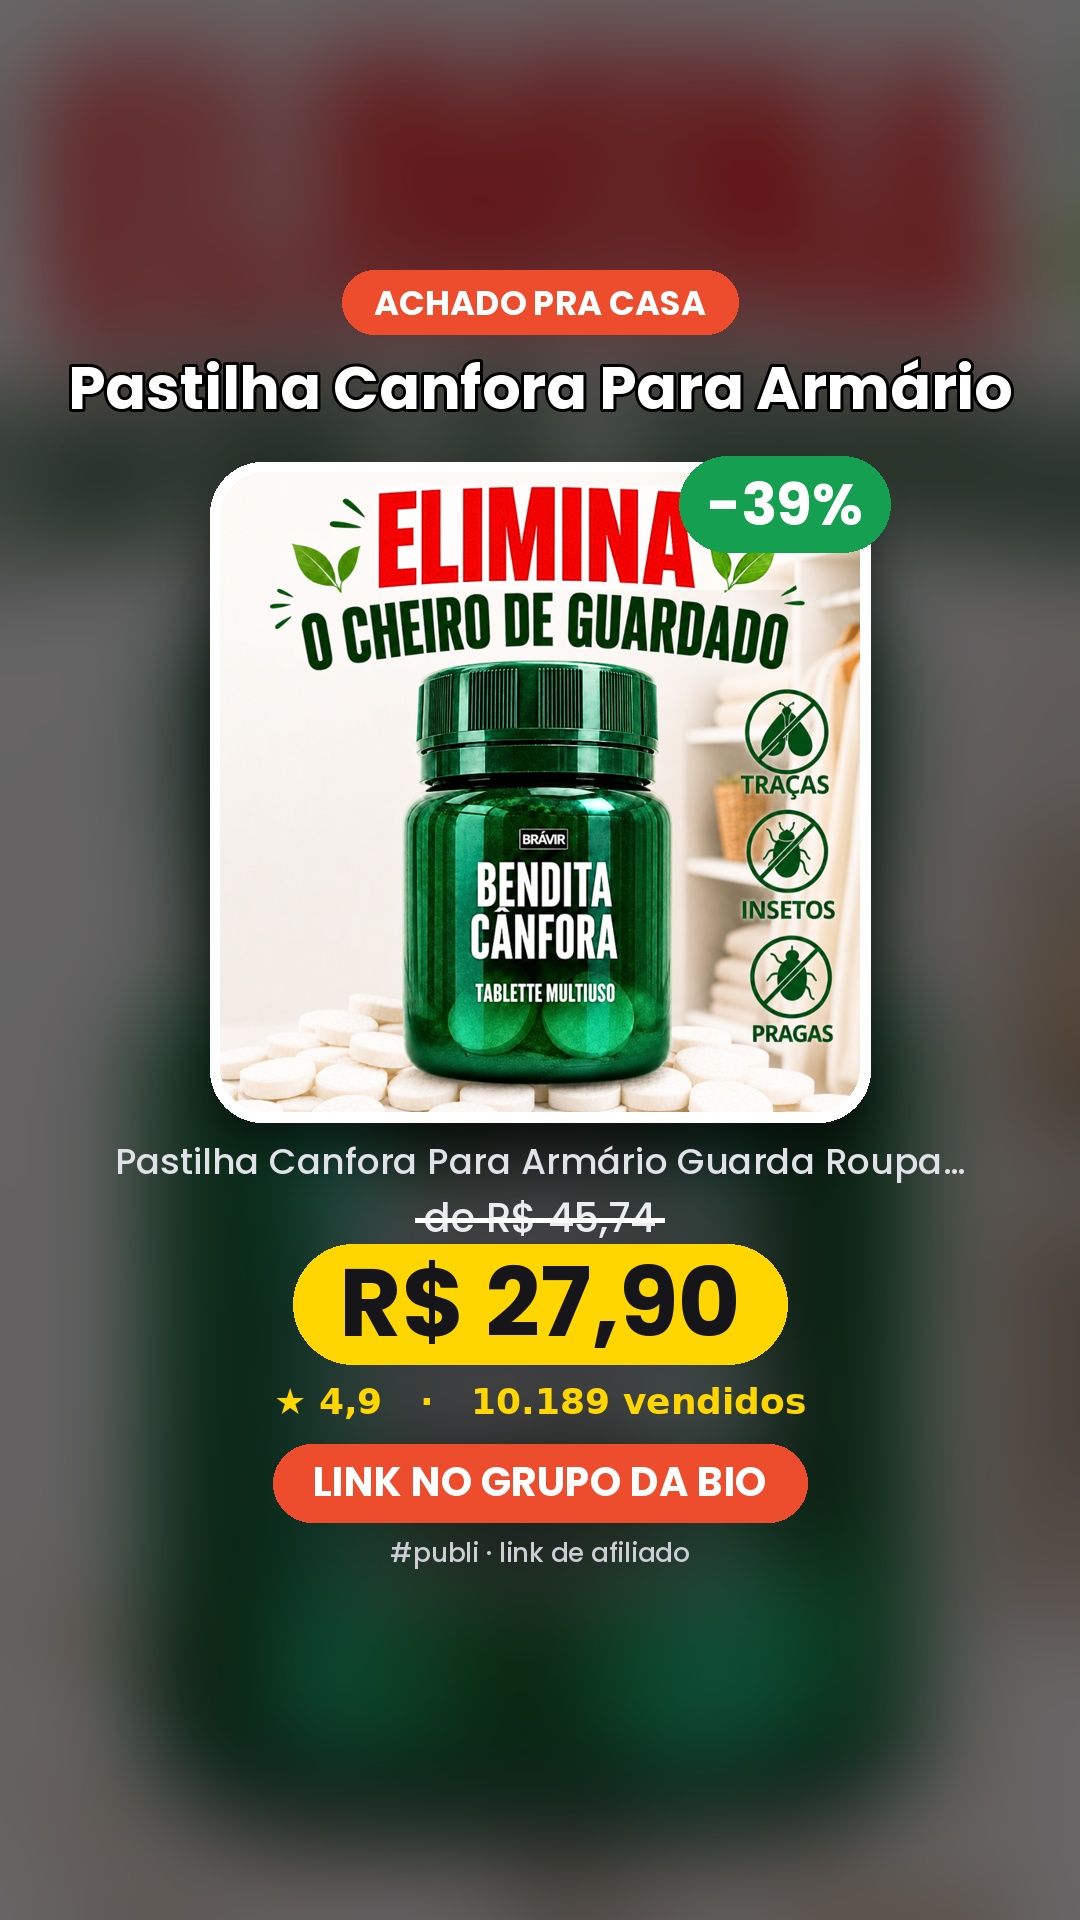 ACHADO PRA CASA
Pastilha Canfora Para Armário
-39%
ELIMINA
O CHEIRO DE GUARDADO
TRAÇAS
INSETOS
PRAGAS
BRÁVIR
BENDITA
CÂNFORA
TABLETTE MULTIUSO
Pastilha Canfora Para Armário Guarda Roupa...
de R$ 45,74
R$ 27,90
★ 4,9 · 10.189 vendidos
LINK NO GRUPO DA BIO
#publi · link de afiliado